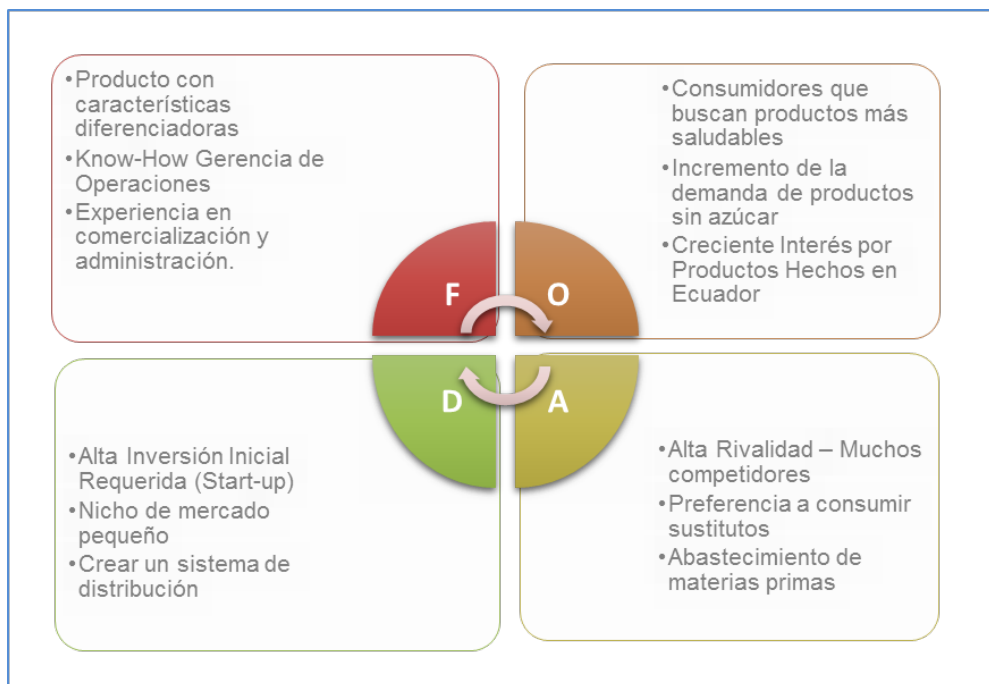 •Producto con
características
diferenciadoras
•Know-How Gerencia de
Operaciones
•Experiencia en
comercialización y
administración.
•Consumidores que
buscan productos más
saludables
•Incremento de la
demanda de productos
sin azúcar
•Creciente Interés por
Productos Hechos en
Ecuador
F
O
D
A
•Alta Inversión Inicial
Requerida (Start-up)
•Nicho de mercado
pequeño
•Crear un sistema de
distribución
•Alta Rivalidad – Muchos
competidores
•Preferencia a consumir
sustitutos
•Abastecimiento de
materias primas